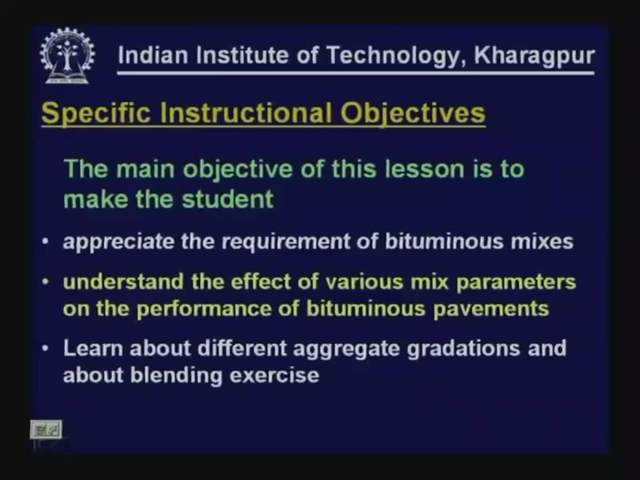 Indian Institute of Technology, Kharagpur
Specific Instructional Objectives
The main objective of this lesson is to
make the student
• appreciate the requirement of bituminous mixes
• understand the effect of various mix parameters
on the performance of bituminous pavements
• Learn about different aggregate gradations and
about blending exercise